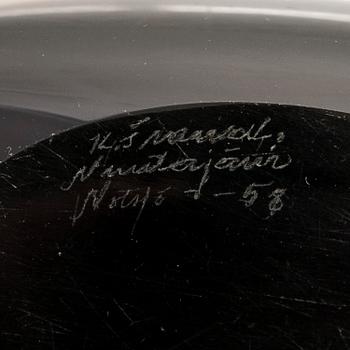 K. Franck.
Nuutajärvi
Notsjö -58